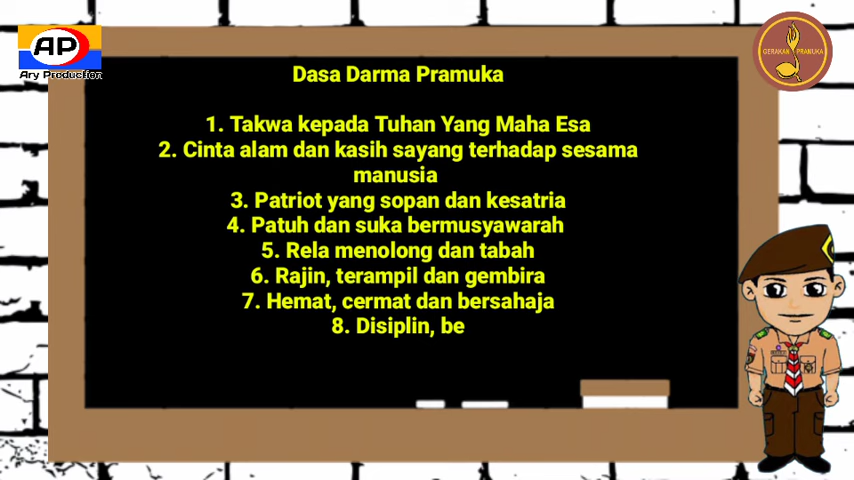 AP
Ary Production
GERAKAN PRAMUKA
Dasa Darma Pramuka
1. Takwa kepada Tuhan Yang Maha Esa
2. Cinta alam dan kasih sayang terhadap sesama
manusia
3. Patriot yang sopan dan kesatria
4. Patuh dan suka bermusyawarah
5. Rela menolong dan tabah
6. Rajin, terampil dan gembira
7. Hemat, cermat dan bersahaja
8. Disiplin, be